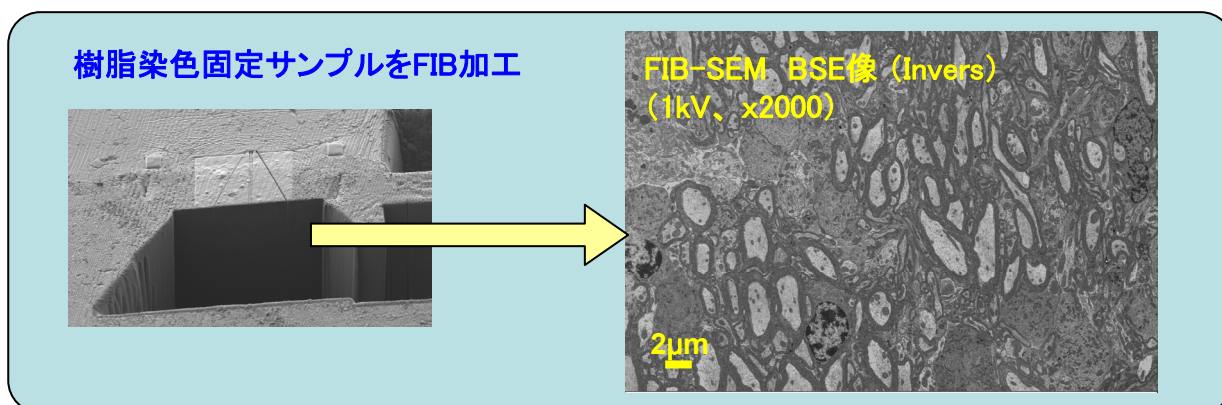 樹脂染色固定サンプルをFIB加工
FIB-SEM BSE像 (Invers)
(1kV、x2000)
2μm